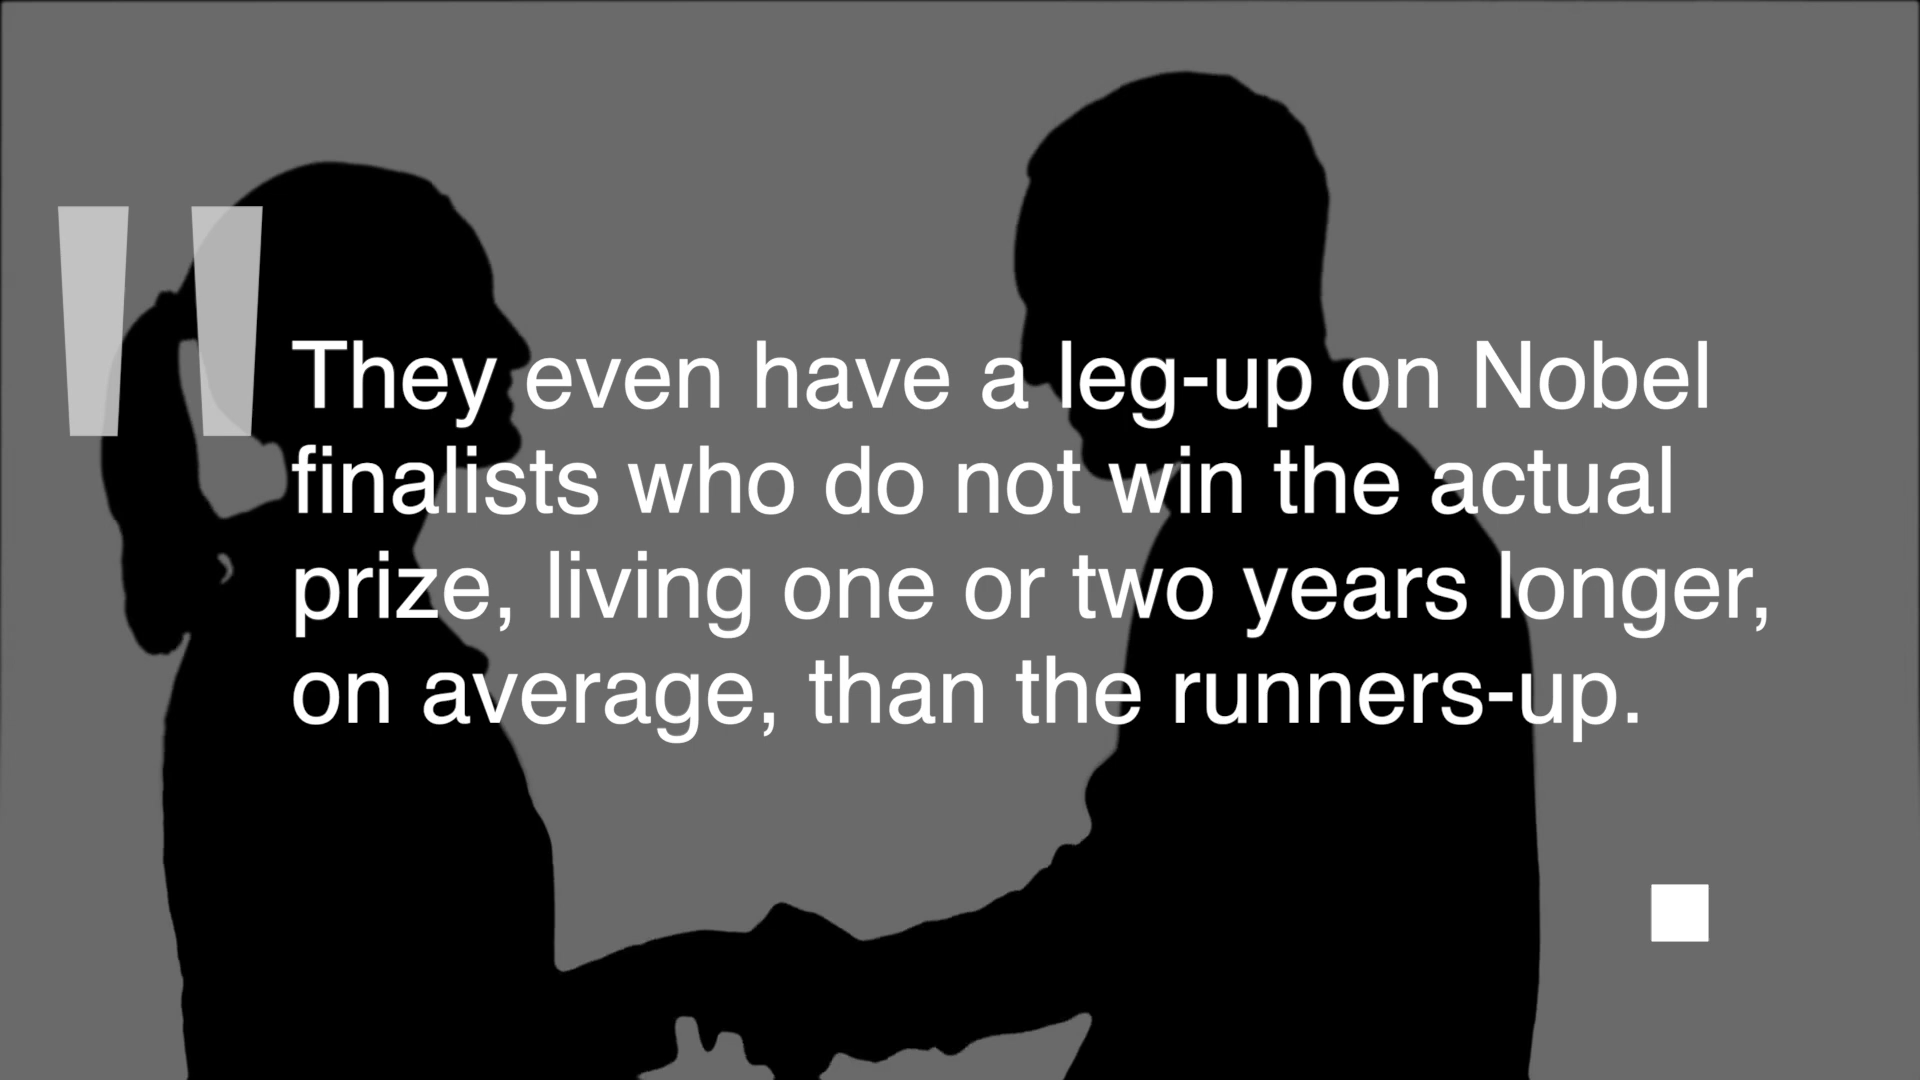 "
They even have a leg-up on Nobel
finalists who do not win the actual
prize, living one or two years longer,
on average, than the runners-up.